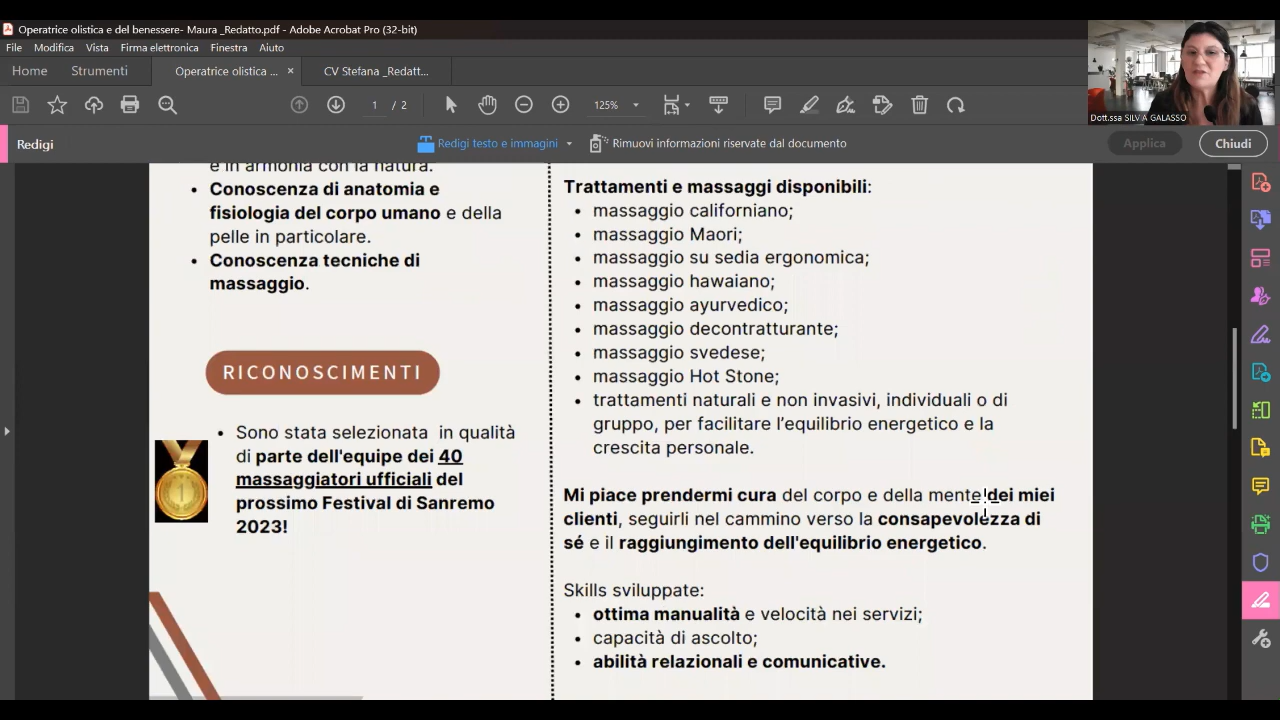 Operatrice olistica e del benessere- Maura _Redatto.pdf - Adobe Acrobat Pro (32-bit)
File Modifica Vista Firma elettronica Finestra Aiuto
Home Strumenti Operatrice olistica ... × CV Stefana _Redatt...
1 / 2 125%
Redigi Redigi testo e immagini Rimuovi informazioni riservate dal documento Applica Chiudi
Dott.ssa SILVIA GALASSO
e in armonia con la natura.
• Conoscenza di anatomia e
fisiologia del corpo umano e della
pelle in particolare.
• Conoscenza tecniche di
massaggio.
RICONOSCIMENTI
• Sono stata selezionata in qualità
di parte dell'equipe dei 40
massaggiatori ufficiali del
prossimo Festival di Sanremo
2023!
1
Trattamenti e massaggi disponibili:
• massaggio californiano;
• massaggio Maori;
• massaggio su sedia ergonomica;
• massaggio hawaiano;
• massaggio ayurvedico;
• massaggio decontratturante;
• massaggio svedese;
• massaggio Hot Stone;
• trattamenti naturali e non invasivi, individuali o di
gruppo, per facilitare l'equilibrio energetico e la
crescita personale.
Mi piace prendermi cura del corpo e della mente dei miei
clienti, seguirli nel cammino verso la consapevolezza di
sé e il raggiungimento dell'equilibrio energetico.
Skills sviluppate:
• ottima manualità e velocità nei servizi;
• capacità di ascolto;
• abilità relazionali e comunicative.